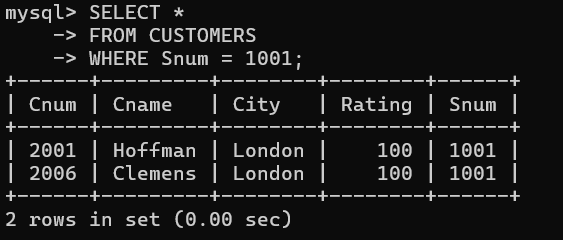 mysql> SELECT *
    -> FROM CUSTOMERS
    -> WHERE Snum = 1001;
+------+---------+--------+--------+------+
| Cnum | Cname   | City   | Rating | Snum |
+------+---------+--------+--------+------+
| 2001 | Hoffman | London |    100 | 1001 |
| 2006 | Clemens | London |    100 | 1001 |
+------+---------+--------+--------+------+
2 rows in set (0.00 sec)